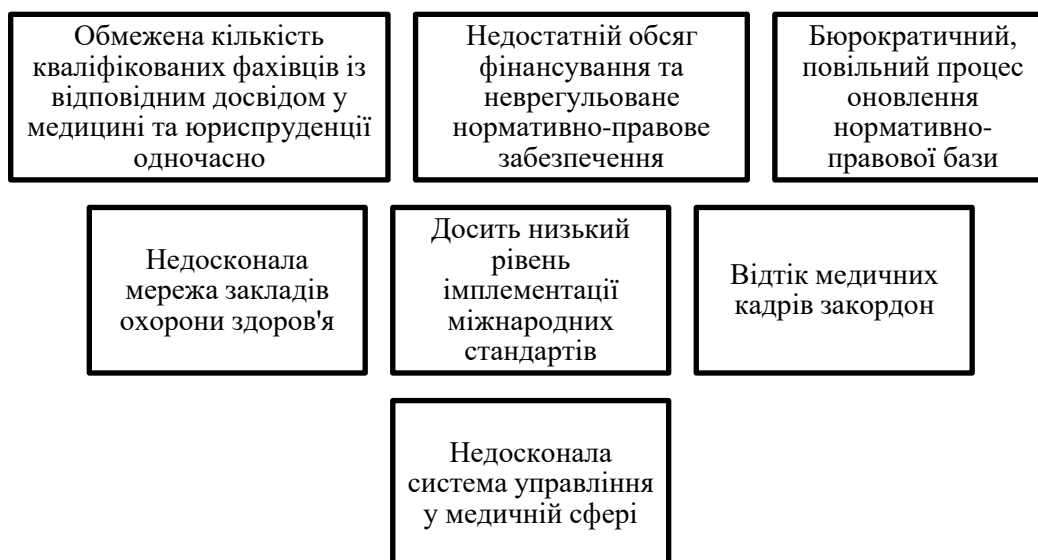 Обмежена кількість
кваліфікованих фахівців із
відповідним досвідом у
медицині та юриспруденції
одночасно
Недостатній обсяг
фінансування та
неврегульоване
нормативно-правове
забезпечення
Бюрократичний,
повільний процес
оновлення
нормативно-
правової бази
Недосконала
мережа закладів
охорони здоров'я
Досить низький
рівень
імплементації
міжнародних
стандартів
Відтік медичних
кадрів закордон
Недосконала
система управління
у медичній сфері